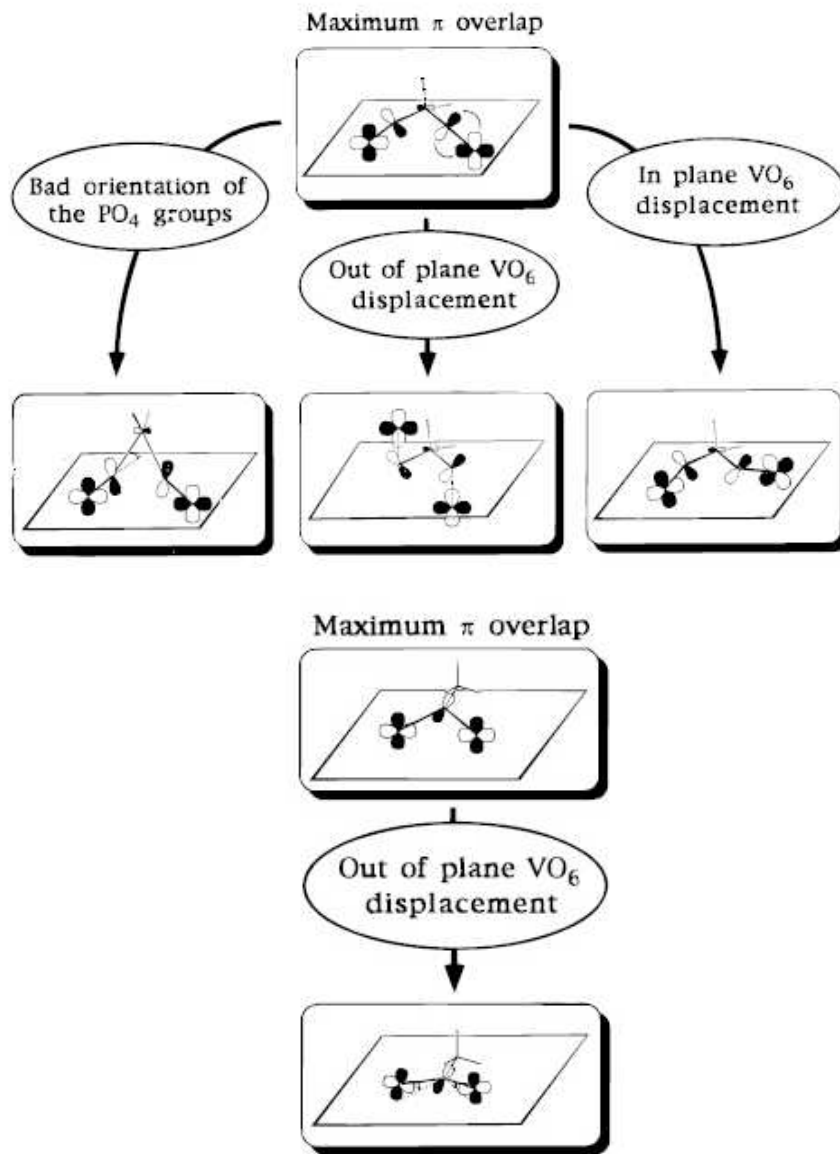 Maximum π overlap
Bad orientation of
the PO₄ groups
Out of plane VO₆
displacement
In plane VO₆
displacement
Maximum π overlap
Out of plane VO₆
displacement